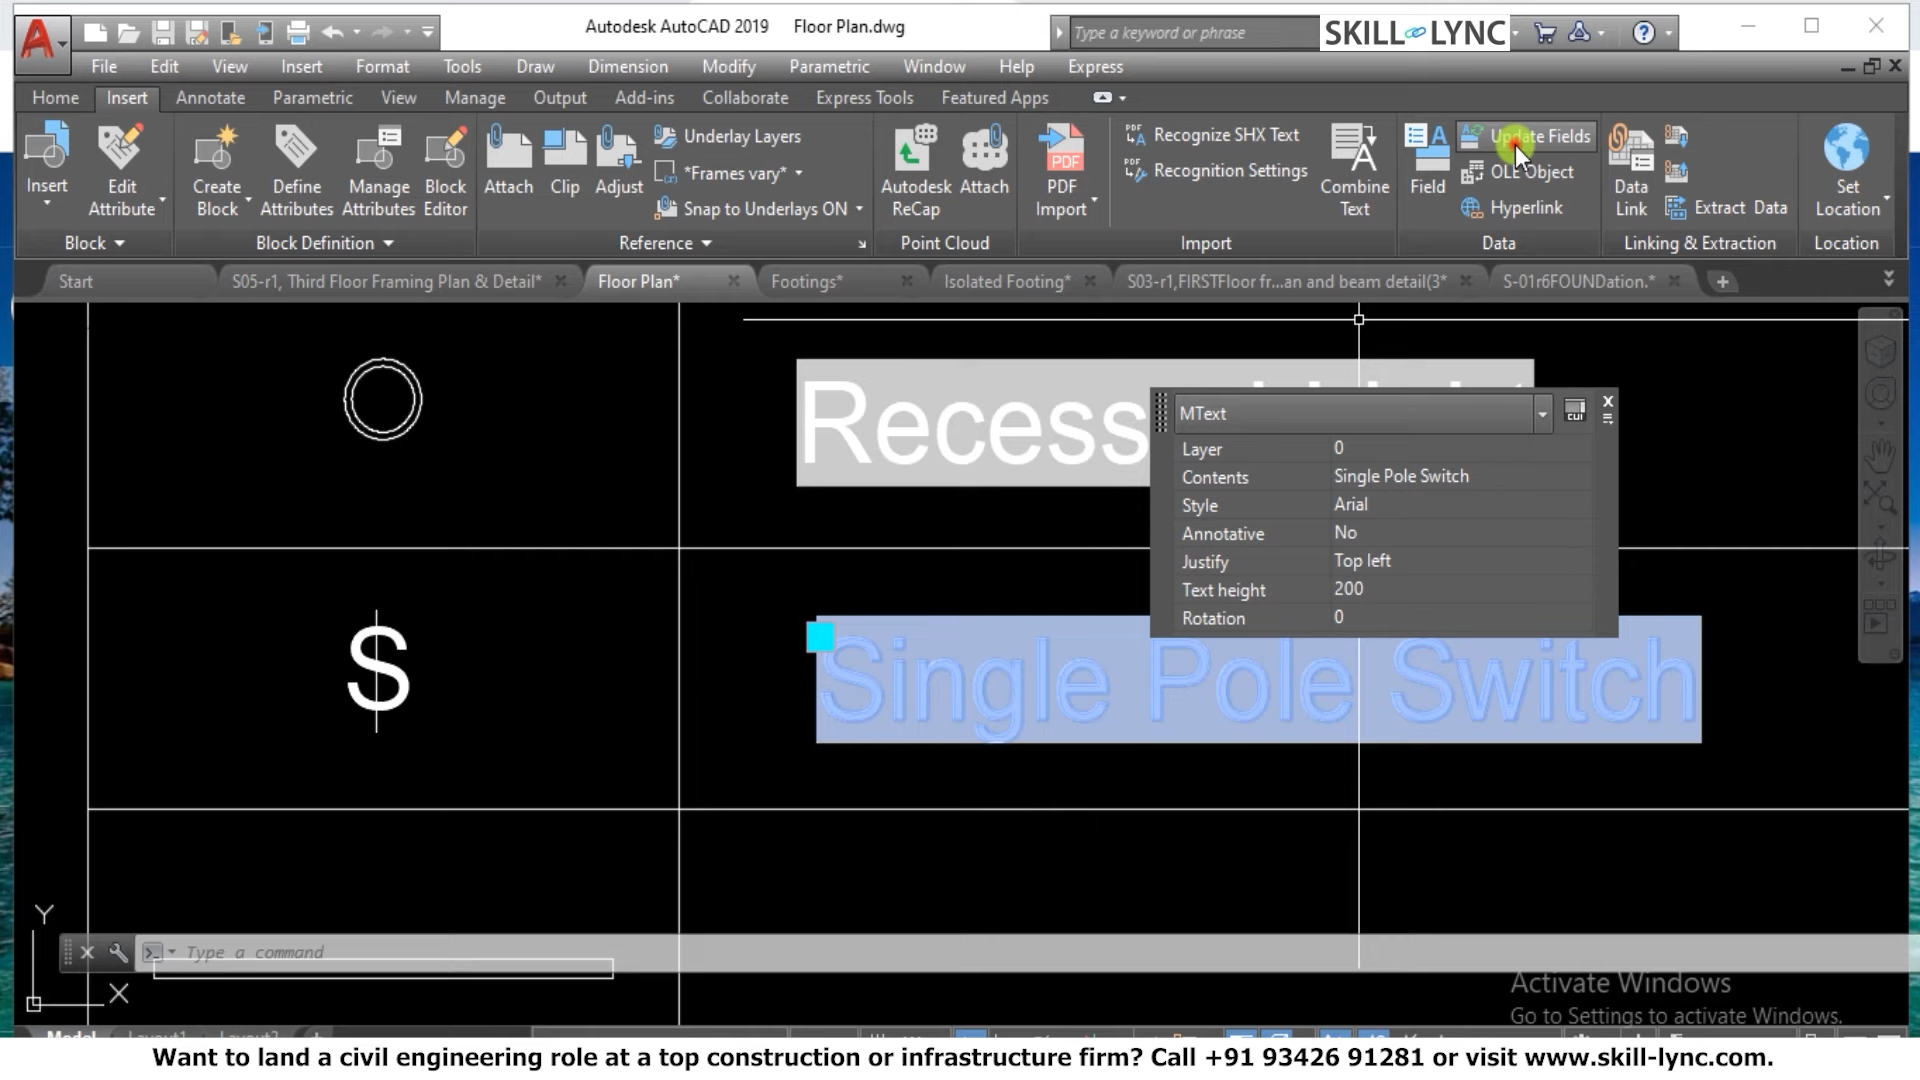 Autodesk AutoCAD 2019 Floor Plan.dwg
Type a keyword or phrase
SKILL LYNC
File Edit View Insert Format Tools Draw Dimension Modify Parametric Window Help Express
Home Insert Annotate Parametric View Manage Output Add-ins Collaborate Express Tools Featured Apps
Insert
Edit
Attribute
Block
Create
Block
Define
Attributes
Manage
Attributes
Block
Editor
Block Definition
Attach
Clip
Adjust
Underlay Layers
*Frames vary*
Snap to Underlays ON
Reference
Autodesk
ReCap
Attach
Point Cloud
PDF
Import
Recognize SHX Text
Recognition Settings
Combine
Text
Import
Field
Update Fields
OLE Object
Hyperlink
Data
Data
Link
Extract Data
Linking & Extraction
Set
Location
Location
Start
S05-r1, Third Floor Framing Plan & Detail*
Floor Plan*
Footings*
Isolated Footing*
S03-r1,FIRSTFloor fr...an and beam detail(3*
S-01r6FOUNDation.*
Recess
MText
CUI
Layer 0
Contents Single Pole Switch
Style Arial
Annotative No
Justify Top left
Text height 200
Rotation 0
S
Single Pole Switch
Y
X
Type a command
Activate Windows
Go to Settings to activate Windows.
Model Layout1 Layout2
Want to land a civil engineering role at a top construction or infrastructure firm? Call +91 93426 91281 or visit www.skill-lync.com.